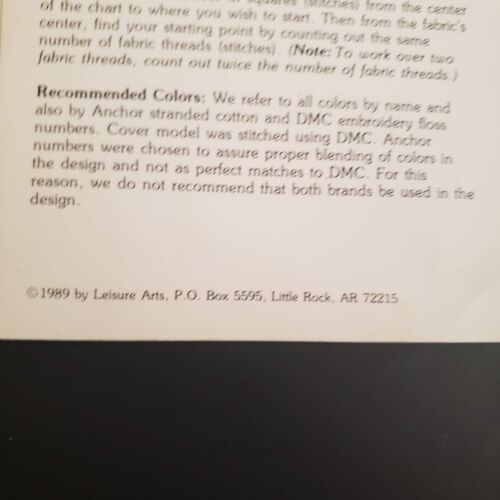 of squares (stitches) from the center
of the chart to where you wish to start. Then from the fabric's
center, find your starting point by counting out the same
number of fabric threads (stitches). (Note: To work over two
fabric threads, count out twice the number of fabric threads.)
Recommended Colors: We refer to all colors by name and
also by Anchor stranded cotton and DMC embroidery floss
numbers. Cover model was stitched using DMC. Anchor
numbers were chosen to assure proper blending of colors in
the design and not as perfect matches to DMC. For this
reason, we do not recommend that both brands be used in the
design.
©1989 by Leisure Arts, P.O. Box 5595, Little Rock, AR 72215